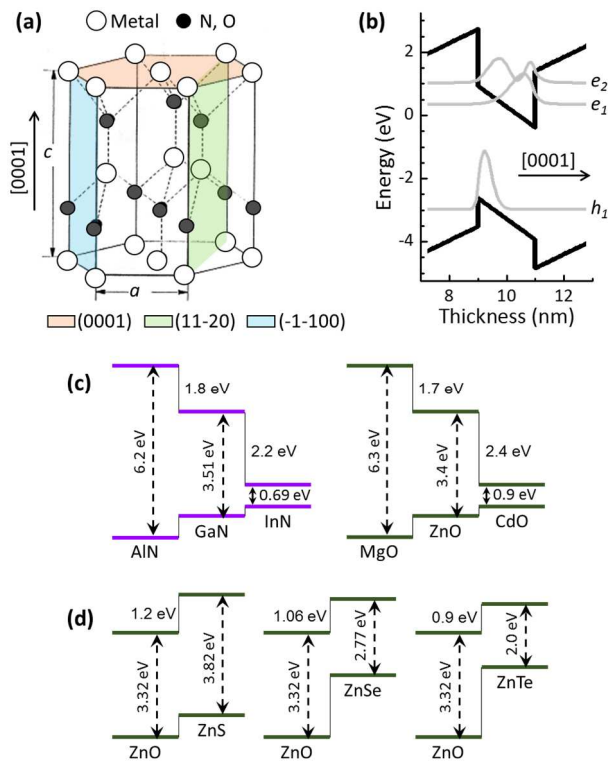 (a)
Metal
N, O
[0001]
c
a
(0001)
(11-20)
(-1-100)
(b)
Energy (eV)
2
0
-2
-4
e2
e1
h1
[0001]
8
10
12
Thickness (nm)
(c)
6.2 eV
1.8 eV
3.51 eV
2.2 eV
0.69 eV
AlN
GaN
InN
6.3 eV
1.7 eV
3.4 eV
2.4 eV
0.9 eV
MgO
ZnO
CdO
(d)
1.2 eV
3.32 eV
3.82 eV
ZnO
ZnS
1.06 eV
3.32 eV
2.77 eV
ZnO
ZnSe
0.9 eV
3.32 eV
2.0 eV
ZnO
ZnTe